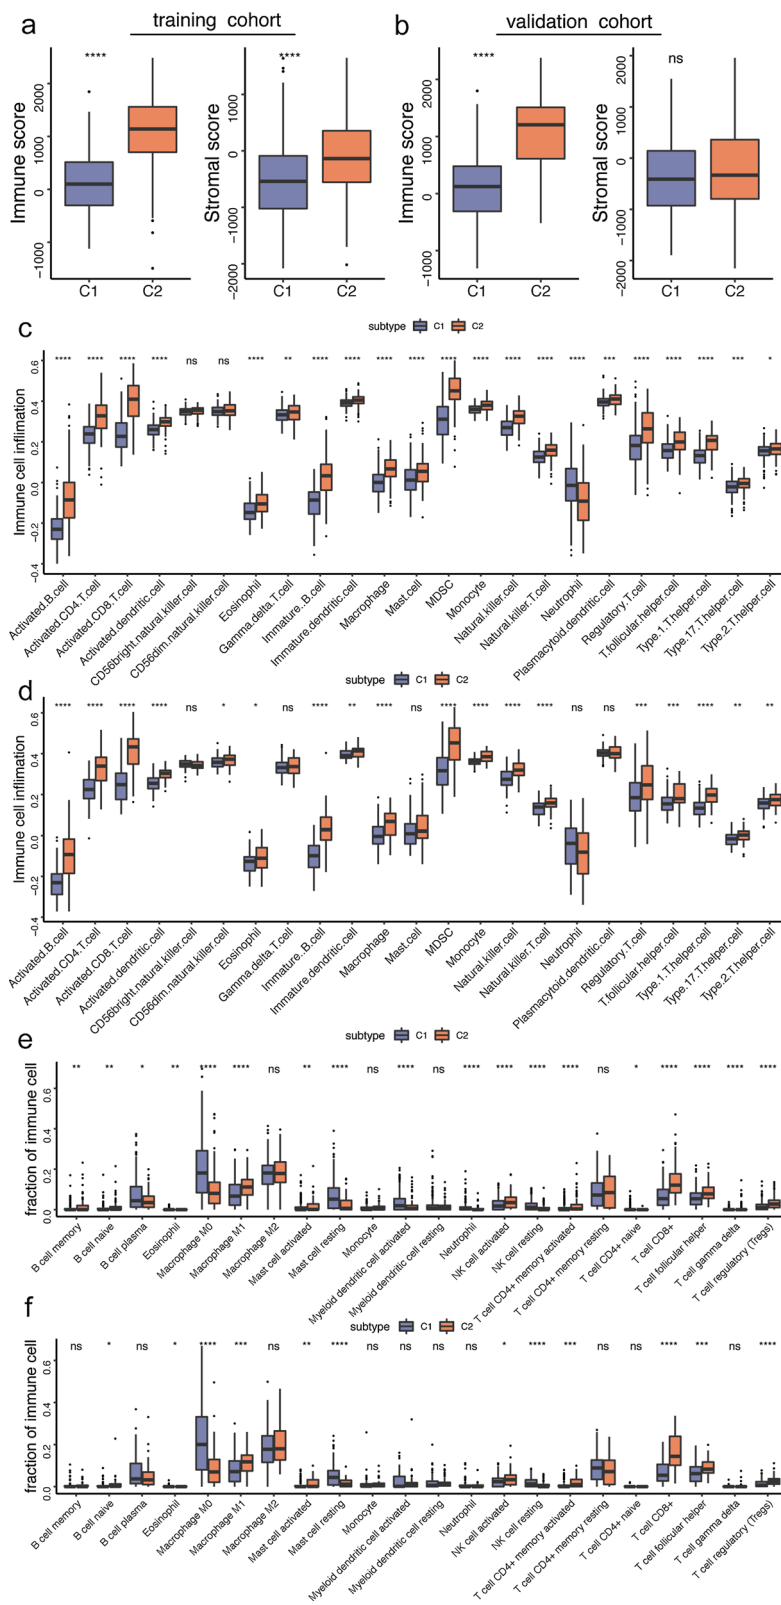 a training cohort
b validation cohort
Immune score
2000
1000
0
-1000
****
C1 C2
Stromal score
1000
0
-1000
-2000
****
C1 C2
Immune score
2000
1000
0
-1000
****
C1 C2
Stromal score
2000
1000
0
-1000
-2000
ns
C1 C2
c
subtype C1 C2
**** **** **** **** ns ns **** ** **** **** **** **** **** **** **** **** **** *** **** **** **** *** *
Immune cell infilmation
0.6
0.4
0.2
0.0
-0.2
-0.4
Activated.B.cell
Activated.CD4.T.cell
Activated.CD8.T.cell
Activated.dendritic.cell
CD56bright.natural.killer.cell
CD56dim.natural.killer.cell
Eosinophil
Gamma.delta.T.cell
Immature..B.cell
Immature.dendritic.cell
Macrophage
Mast.cell
MDSC
Monocyte
Natural.killer.cell
Natural.killer.T.cell
Neutrophil
Plasmacytoid.dendritic.cell
Regulatory.T.cell
T.follicular.helper.cell
Type.1.T.helper.cell
Type.17.T.helper.cell
Type.2.T.helper.cell
d
subtype C1 C2
**** **** **** **** ns * * ns **** ** **** ns **** **** **** **** ns ns *** *** **** ** **
Immune cell infilmation
0.6
0.4
0.2
0.0
-0.2
-0.4
Activated.B.cell
Activated.CD4.T.cell
Activated.CD8.T.cell
Activated.dendritic.cell
CD56bright.natural.killer.cell
CD56dim.natural.killer.cell
Eosinophil
Gamma.delta.T.cell
Immature..B.cell
Immature.dendritic.cell
Macrophage
Mast.cell
MDSC
Monocyte
Natural.killer.cell
Natural.killer.T.cell
Neutrophil
Plasmacytoid.dendritic.cell
Regulatory.T.cell
T.follicular.helper.cell
Type.1.T.helper.cell
Type.17.T.helper.cell
Type.2.T.helper.cell
e
subtype C1 C2
** ** * ** **** **** ns ** **** ns **** ns **** **** **** **** ns * **** **** **** ****
fraction of immune cell
0.6
0.4
0.2
0.0
B cell memory
B cell naive
B cell plasma
Eosinophil
Macrophage M0
Macrophage M1
Macrophage M2
Mast cell activated
Mast cell resting
Monocyte
Myeloid dendritic cell activated
Myeloid dendritic cell resting
Neutrophil
NK cell activated
NK cell resting
T cell CD4+ memory activated
T cell CD4+ memory resting
T cell CD4+ naive
T cell CD8+
T cell follicular helper
T cell gamma delta
T cell regulatory (Tregs)
f
subtype C1 C2
ns * ns * **** *** ns ** **** ns ns ns ns * **** *** ns ns **** *** ns ****
fraction of immune cell
0.6
0.4
0.2
0.0
B cell memory
B cell naive
B cell plasma
Eosinophil
Macrophage M0
Macrophage M1
Macrophage M2
Mast cell activated
Mast cell resting
Monocyte
Myeloid dendritic cell activated
Myeloid dendritic cell resting
Neutrophil
NK cell activated
NK cell resting
T cell CD4+ memory activated
T cell CD4+ memory resting
T cell CD4+ naive
T cell CD8+
T cell follicular helper
T cell gamma delta
T cell regulatory (Tregs)